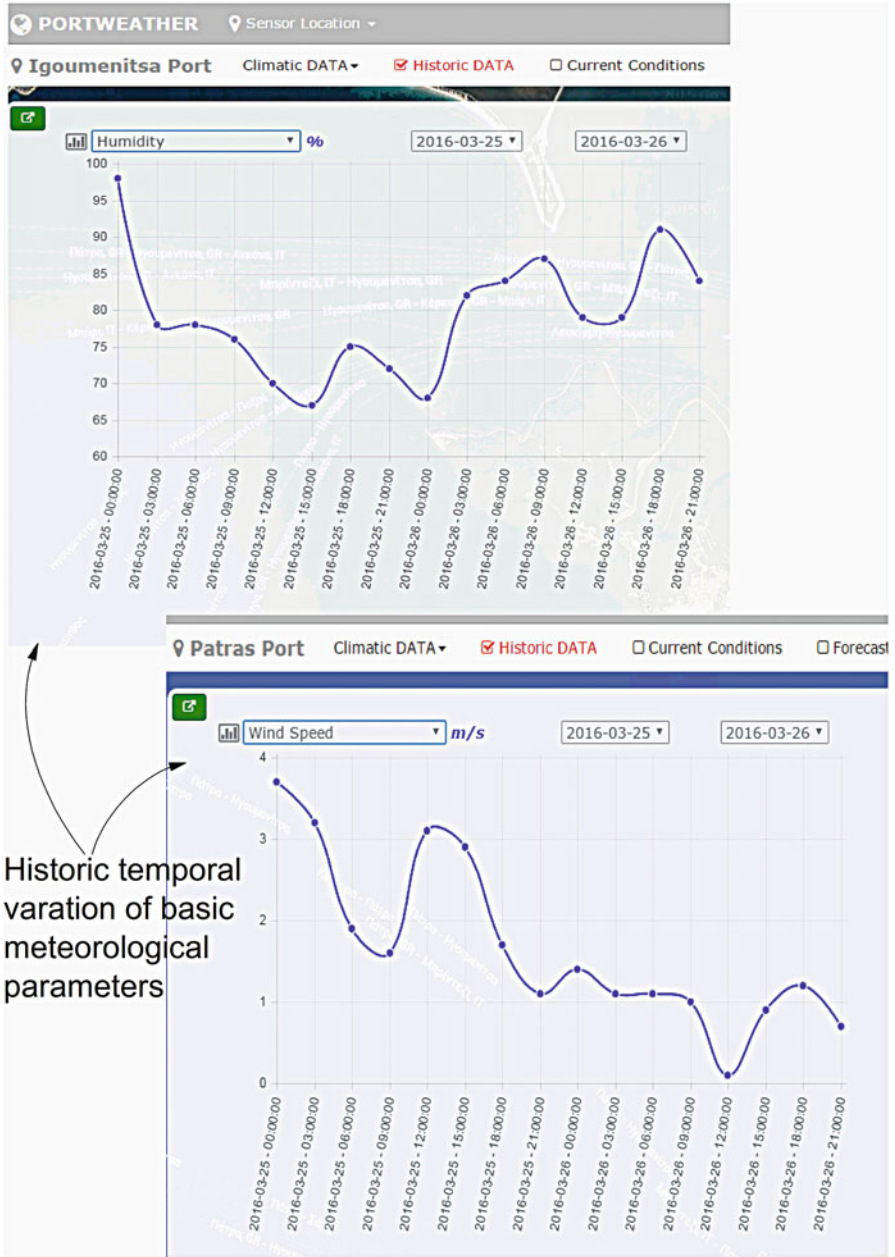 PORTWEATHER Sensor Location
Igoumenitsa Port Climatic DATA Historic DATA Current Conditions
Humidity % 2016-03-25 2016-03-26
100
95
90
85
80
75
70
65
60
2016-03-25 - 00:00:00
2016-03-25 - 03:00:00
2016-03-25 - 06:00:00
2016-03-25 - 09:00:00
2016-03-25 - 12:00:00
2016-03-25 - 15:00:00
2016-03-25 - 18:00:00
2016-03-25 - 21:00:00
2016-03-26 - 00:00:00
2016-03-26 - 03:00:00
2016-03-26 - 06:00:00
2016-03-26 - 09:00:00
2016-03-26 - 12:00:00
2016-03-26 - 15:00:00
2016-03-26 - 18:00:00
2016-03-26 - 21:00:00
Μπρίντεζι, IT - Ηγουμενίτσα, GR
Patras Port Climatic DATA Historic DATA Current Conditions Forecast
Wind Speed m/s 2016-03-25 2016-03-26
4
3
2
1
0
2016-03-25 - 00:00:00
2016-03-25 - 03:00:00
2016-03-25 - 06:00:00
2016-03-25 - 09:00:00
2016-03-25 - 12:00:00
2016-03-25 - 15:00:00
2016-03-25 - 18:00:00
2016-03-25 - 21:00:00
2016-03-26 - 00:00:00
2016-03-26 - 03:00:00
2016-03-26 - 06:00:00
2016-03-26 - 09:00:00
2016-03-26 - 12:00:00
2016-03-26 - 15:00:00
2016-03-26 - 18:00:00
2016-03-26 - 21:00:00
Πάτρα - Ηγουμενίτσα
Historic temporal
varation of basic
meteorological
parameters